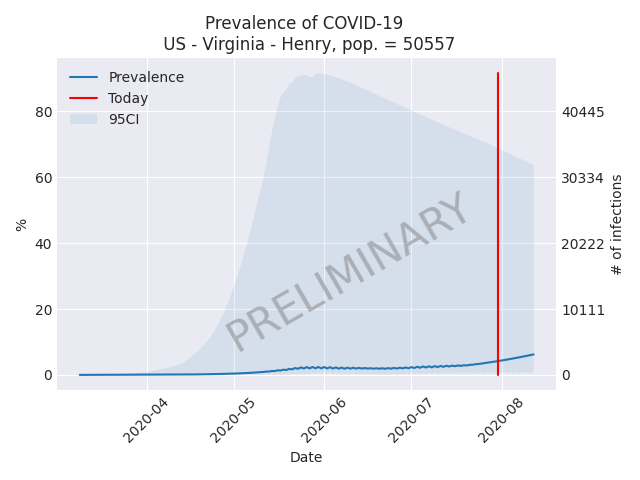 Prevalence of COVID-19
US - Virginia - Henry, pop. = 50557
Prevalence
Today
95CI
80
60
40
20
0
%
40445
30334
20222
10111
0
# of infections
PRELIMINARY
2020-04
2020-05
2020-06
2020-07
2020-08
Date